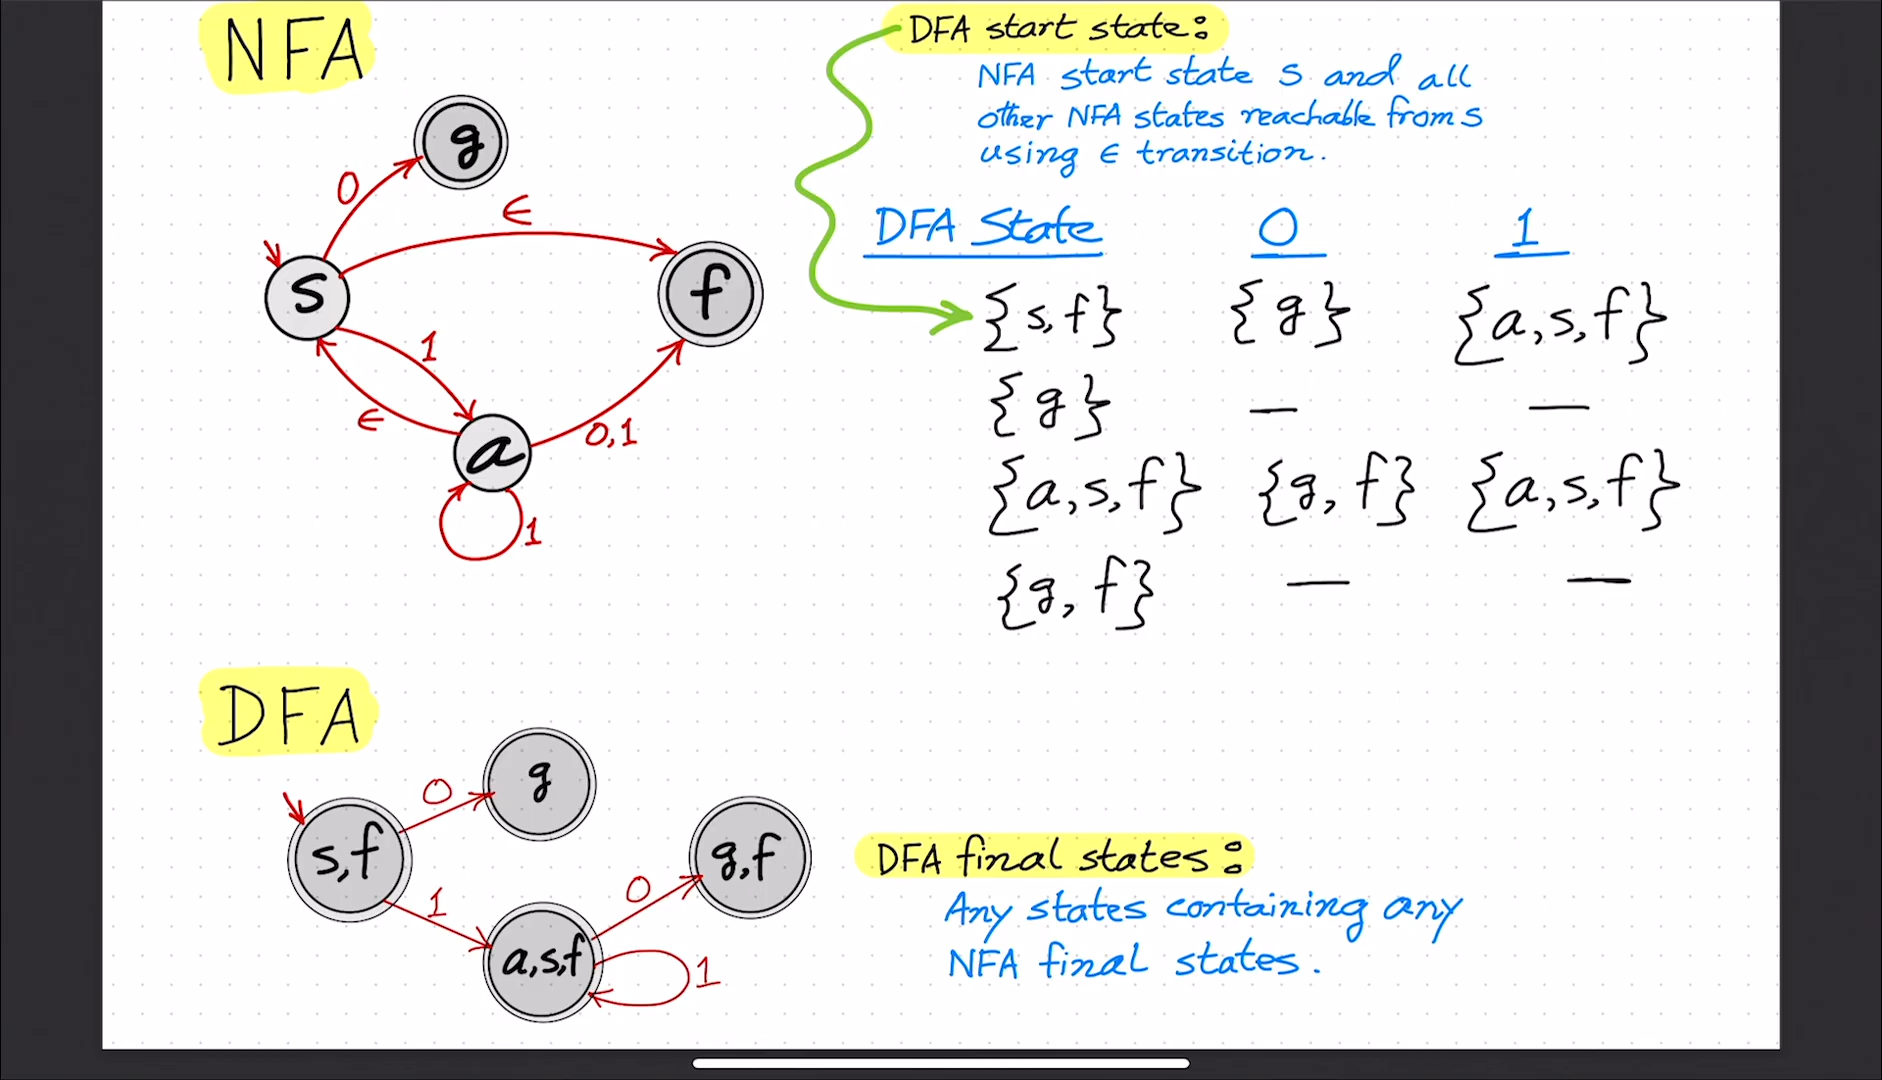 NFA
g
0
ϵ
s
f
1
ϵ
a
0,1
1
DFA start state:
NFA start state s and all
other NFA states reachable from s
using ϵ transition.
DFA State 0 1
{s,f} {g} {a,s,f}
{g} — —
{a,s,f} {g,f} {a,s,f}
{g,f} — —
DFA
g
0
s,f
g,f
1
0
a,s,f
1
DFA final states:
Any states containing any
NFA final states.